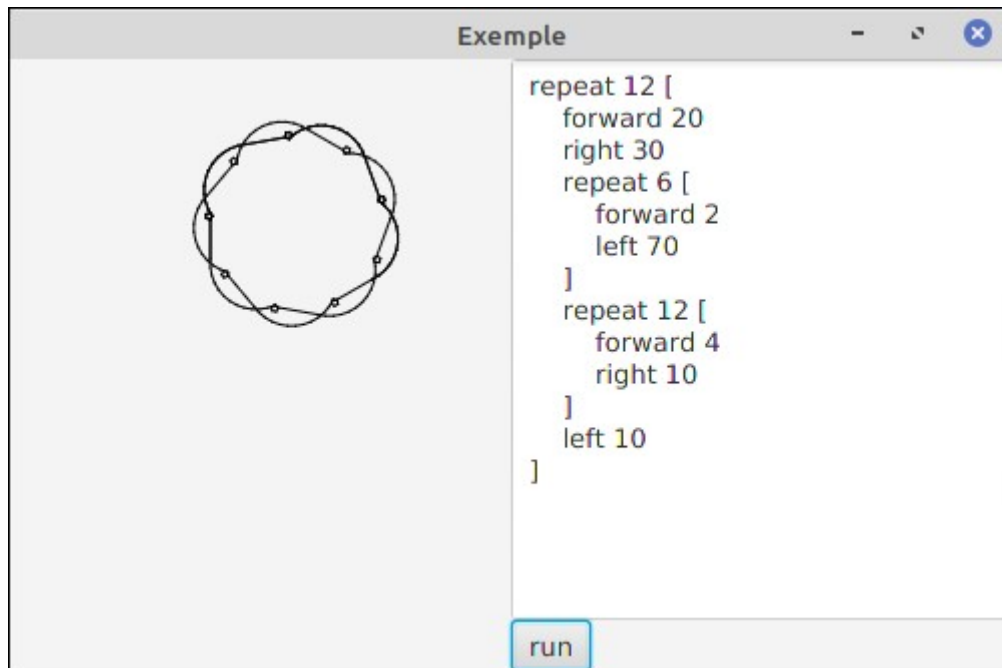 Exemple
repeat 12 [
forward 20
right 30
repeat 6 [
forward 2
left 70
]
repeat 12 [
forward 4
right 10
]
left 10
]
run